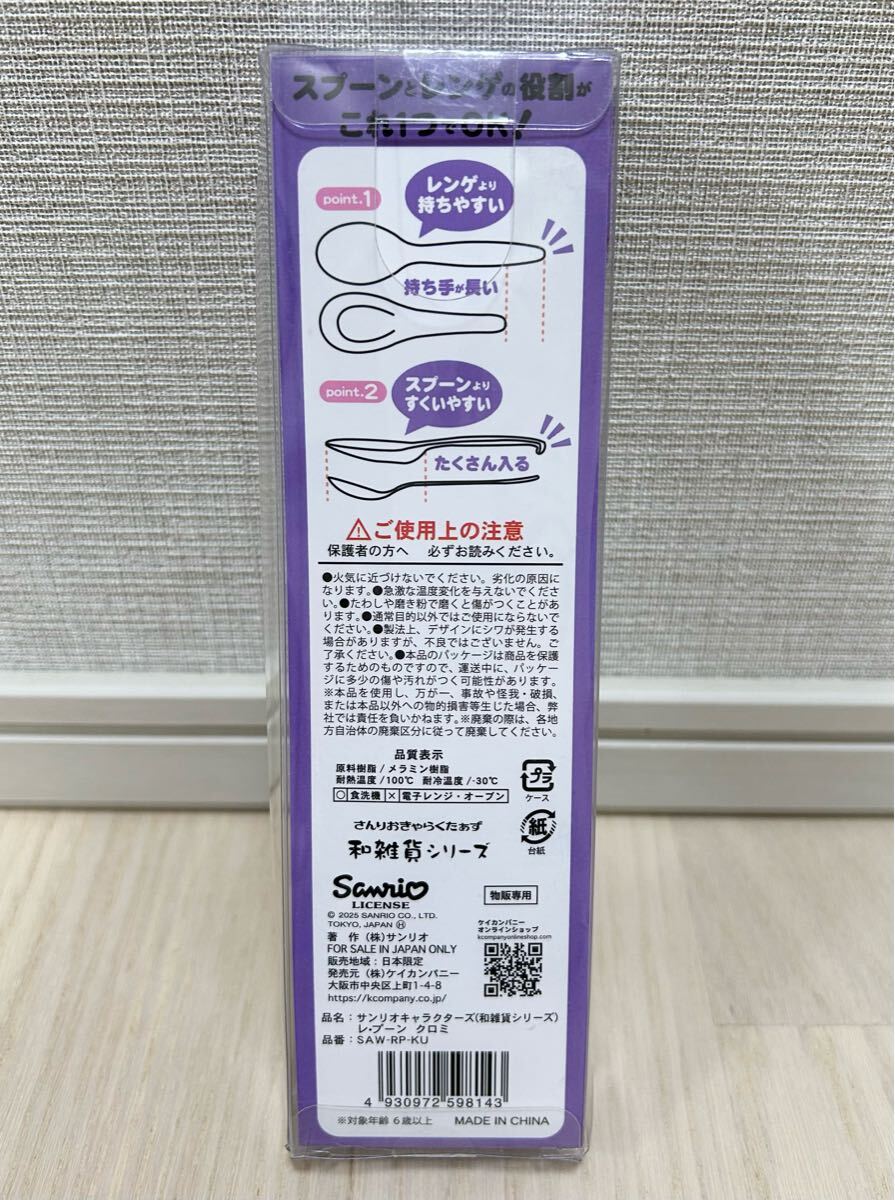 スプーンとレンゲの役割が
これ1つでOK!
point.1
レンゲより
持ちやすい
持ち手が長い
point.2
スプーンより
すくいやすい
たくさん入る
⚠ご使用上の注意
保護者の方へ 必ずお読みください。
●火気に近づけないでください。劣化の原因に
なります。●急激な温度変化を与えないでくださ
い。●たわしや磨き粉で磨くと傷がつくことがあ
ります。●通常目的以外ではご使用にならないで
ください。●製法上、デザインにシワが発生する
場合がありますが、不良ではございません。ご
了承ください。●本品のパッケージは商品を保護
するためのものですので、運送中に、パッケー
ジに多少の傷や汚れがつく可能性があります。
※本品を使用し、万が一、事故や怪我・破損、
または本品以外への物的損害等生じた場合、弊
社では責任を負いかねます。※廃棄の際は、各地
方自治体の廃棄区分に従って廃棄してください。
品質表示
原料樹脂/メラミン樹脂
耐熱温度/100℃ 耐冷温度/-30℃
○食洗機 ×電子レンジ・オーブン
プラ
ケース
紙
台紙
さんりおきゃらくたぁず
和雑貨シリーズ
Sanrio
LICENSE
© 2025 SANRIO CO., LTD.
TOKYO, JAPAN Ⓗ
著 作 (株)サンリオ
FOR SALE IN JAPAN ONLY
販売地域:日本限定
発売元 (株)ケイカンパニー
大阪市中央区上町1-4-8
https://kcompany.co.jp/
物販専用
ケイカンパニー
オンラインショップ
kcompanyonlineshop.com
品名:サンリオキャラクターズ(和雑貨シリーズ)
レ・プーン クロミ
品番:SAW-RP-KU
4 930972 598143
※対象年齢 6歳以上 MADE IN CHINA